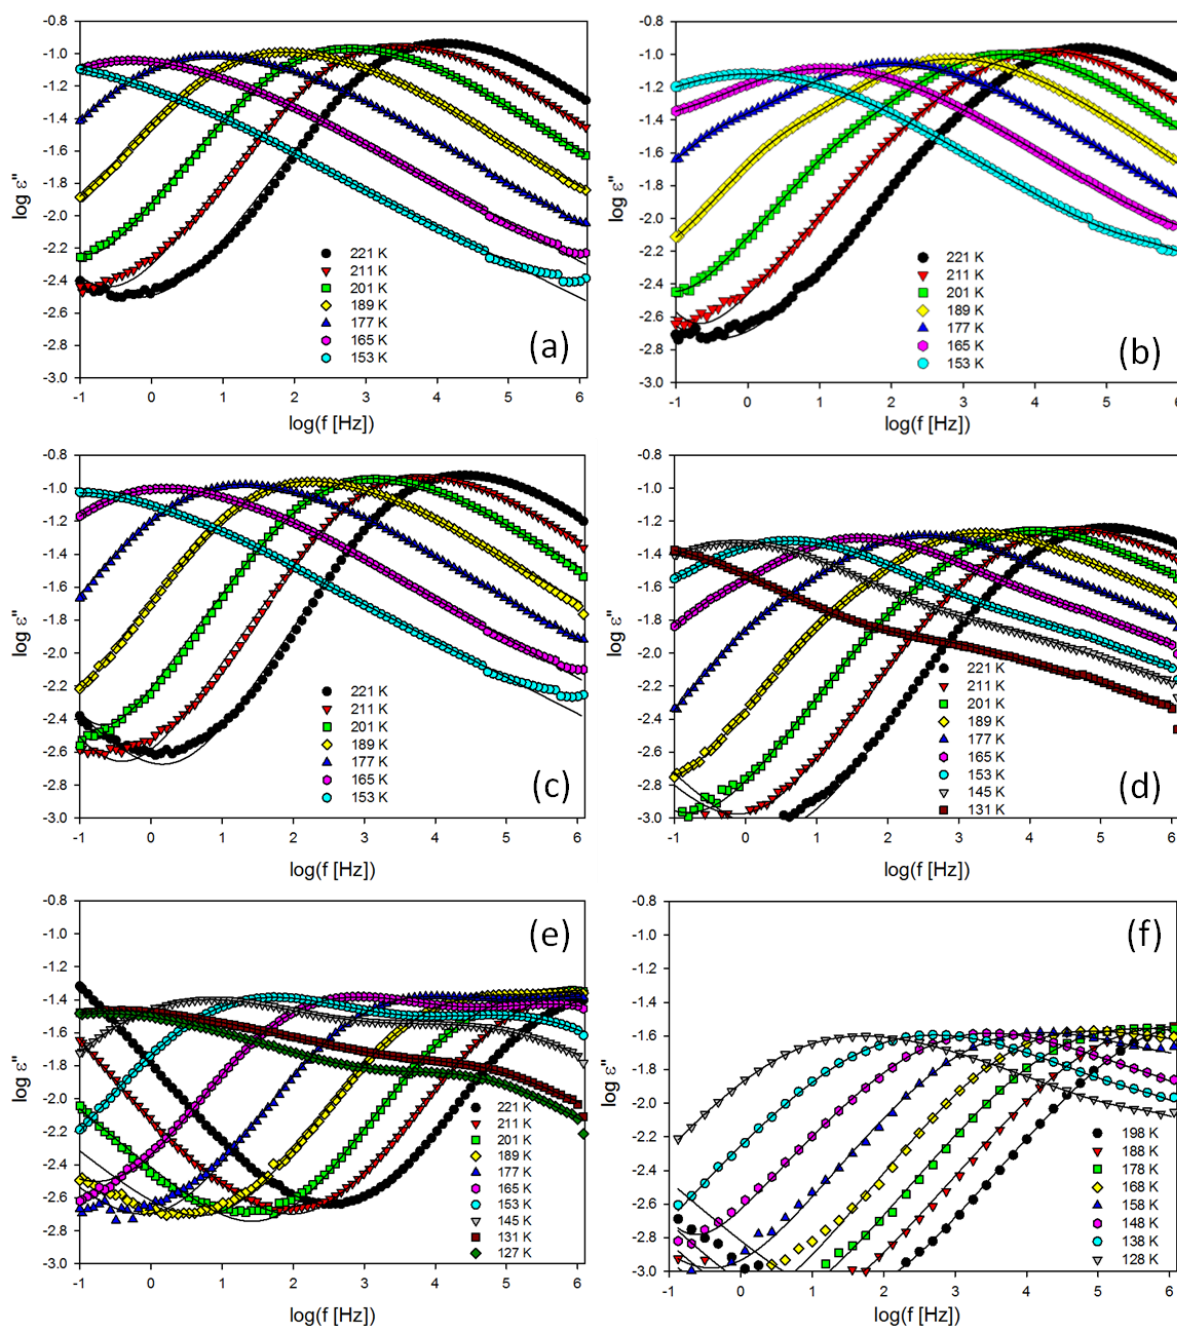 -0.8
-1.0
-1.2
-1.4
-1.6
-1.8
-2.0
-2.2
-2.4
-2.6
-2.8
-3.0
log ε"
221 K
211 K
201 K
189 K
177 K
165 K
153 K
(a)
-1 0 1 2 3 4 5 6
log(f [Hz])
-0.8
-1.0
-1.2
-1.4
-1.6
-1.8
-2.0
-2.2
-2.4
-2.6
-2.8
-3.0
log ε"
221 K
211 K
201 K
189 K
177 K
165 K
153 K
(b)
-1 0 1 2 3 4 5 6
log(f [Hz])
-0.8
-1.0
-1.2
-1.4
-1.6
-1.8
-2.0
-2.2
-2.4
-2.6
-2.8
-3.0
log ε"
221 K
211 K
201 K
189 K
177 K
165 K
153 K
(c)
-1 0 1 2 3 4 5 6
log(f [Hz])
-0.8
-1.0
-1.2
-1.4
-1.6
-1.8
-2.0
-2.2
-2.4
-2.6
-2.8
-3.0
log ε"
221 K
211 K
201 K
189 K
177 K
165 K
153 K
145 K
131 K
(d)
-1 0 1 2 3 4 5 6
log(f [Hz])
-0.8
-1.0
-1.2
-1.4
-1.6
-1.8
-2.0
-2.2
-2.4
-2.6
-2.8
-3.0
log ε"
(e)
221 K
211 K
201 K
189 K
177 K
165 K
153 K
145 K
131 K
127 K
-1 0 1 2 3 4 5 6
log(f [Hz])
-0.8
-1.0
-1.2
-1.4
-1.6
-1.8
-2.0
-2.2
-2.4
-2.6
-2.8
-3.0
log ε"
(f)
198 K
188 K
178 K
168 K
158 K
148 K
138 K
128 K
-1 0 1 2 3 4 5 6
log(f [Hz])